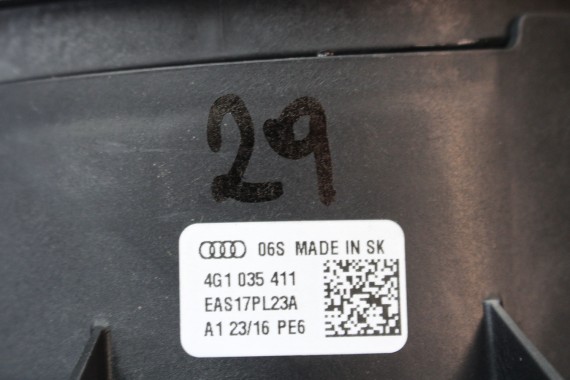 29
06S MADE IN SK
4G1 035 411
EAS17PL23A
A1 23/16 PE6